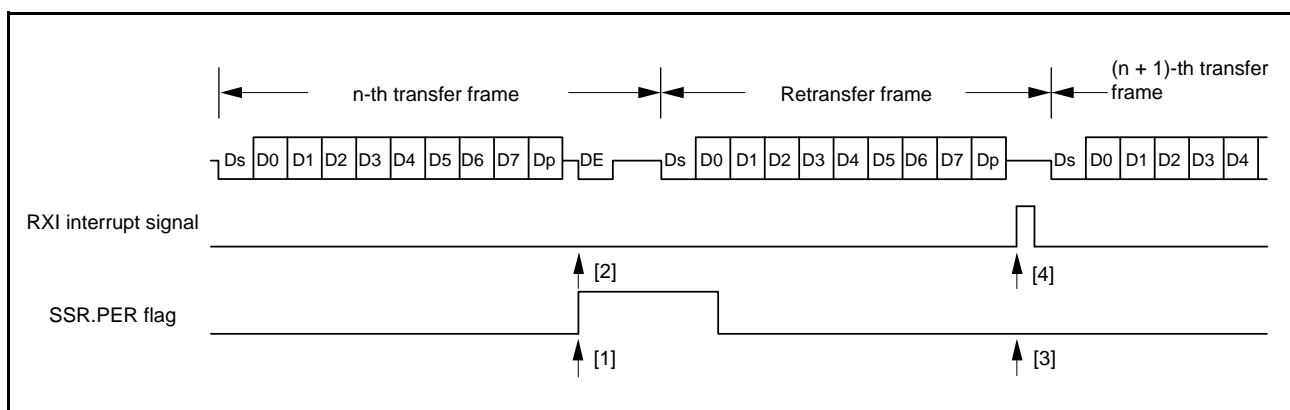 (n + 1)-th transfer
n-th transfer frame Retransfer frame frame
Ds D0 D1 D2 D3 D4 D5 D6 D7 Dp DE Ds D0 D1 D2 D3 D4 D5 D6 D7 Dp Ds D0 D1 D2 D3 D4
RXI interrupt signal
[2] [4]
SSR.PER flag
[1] [3]